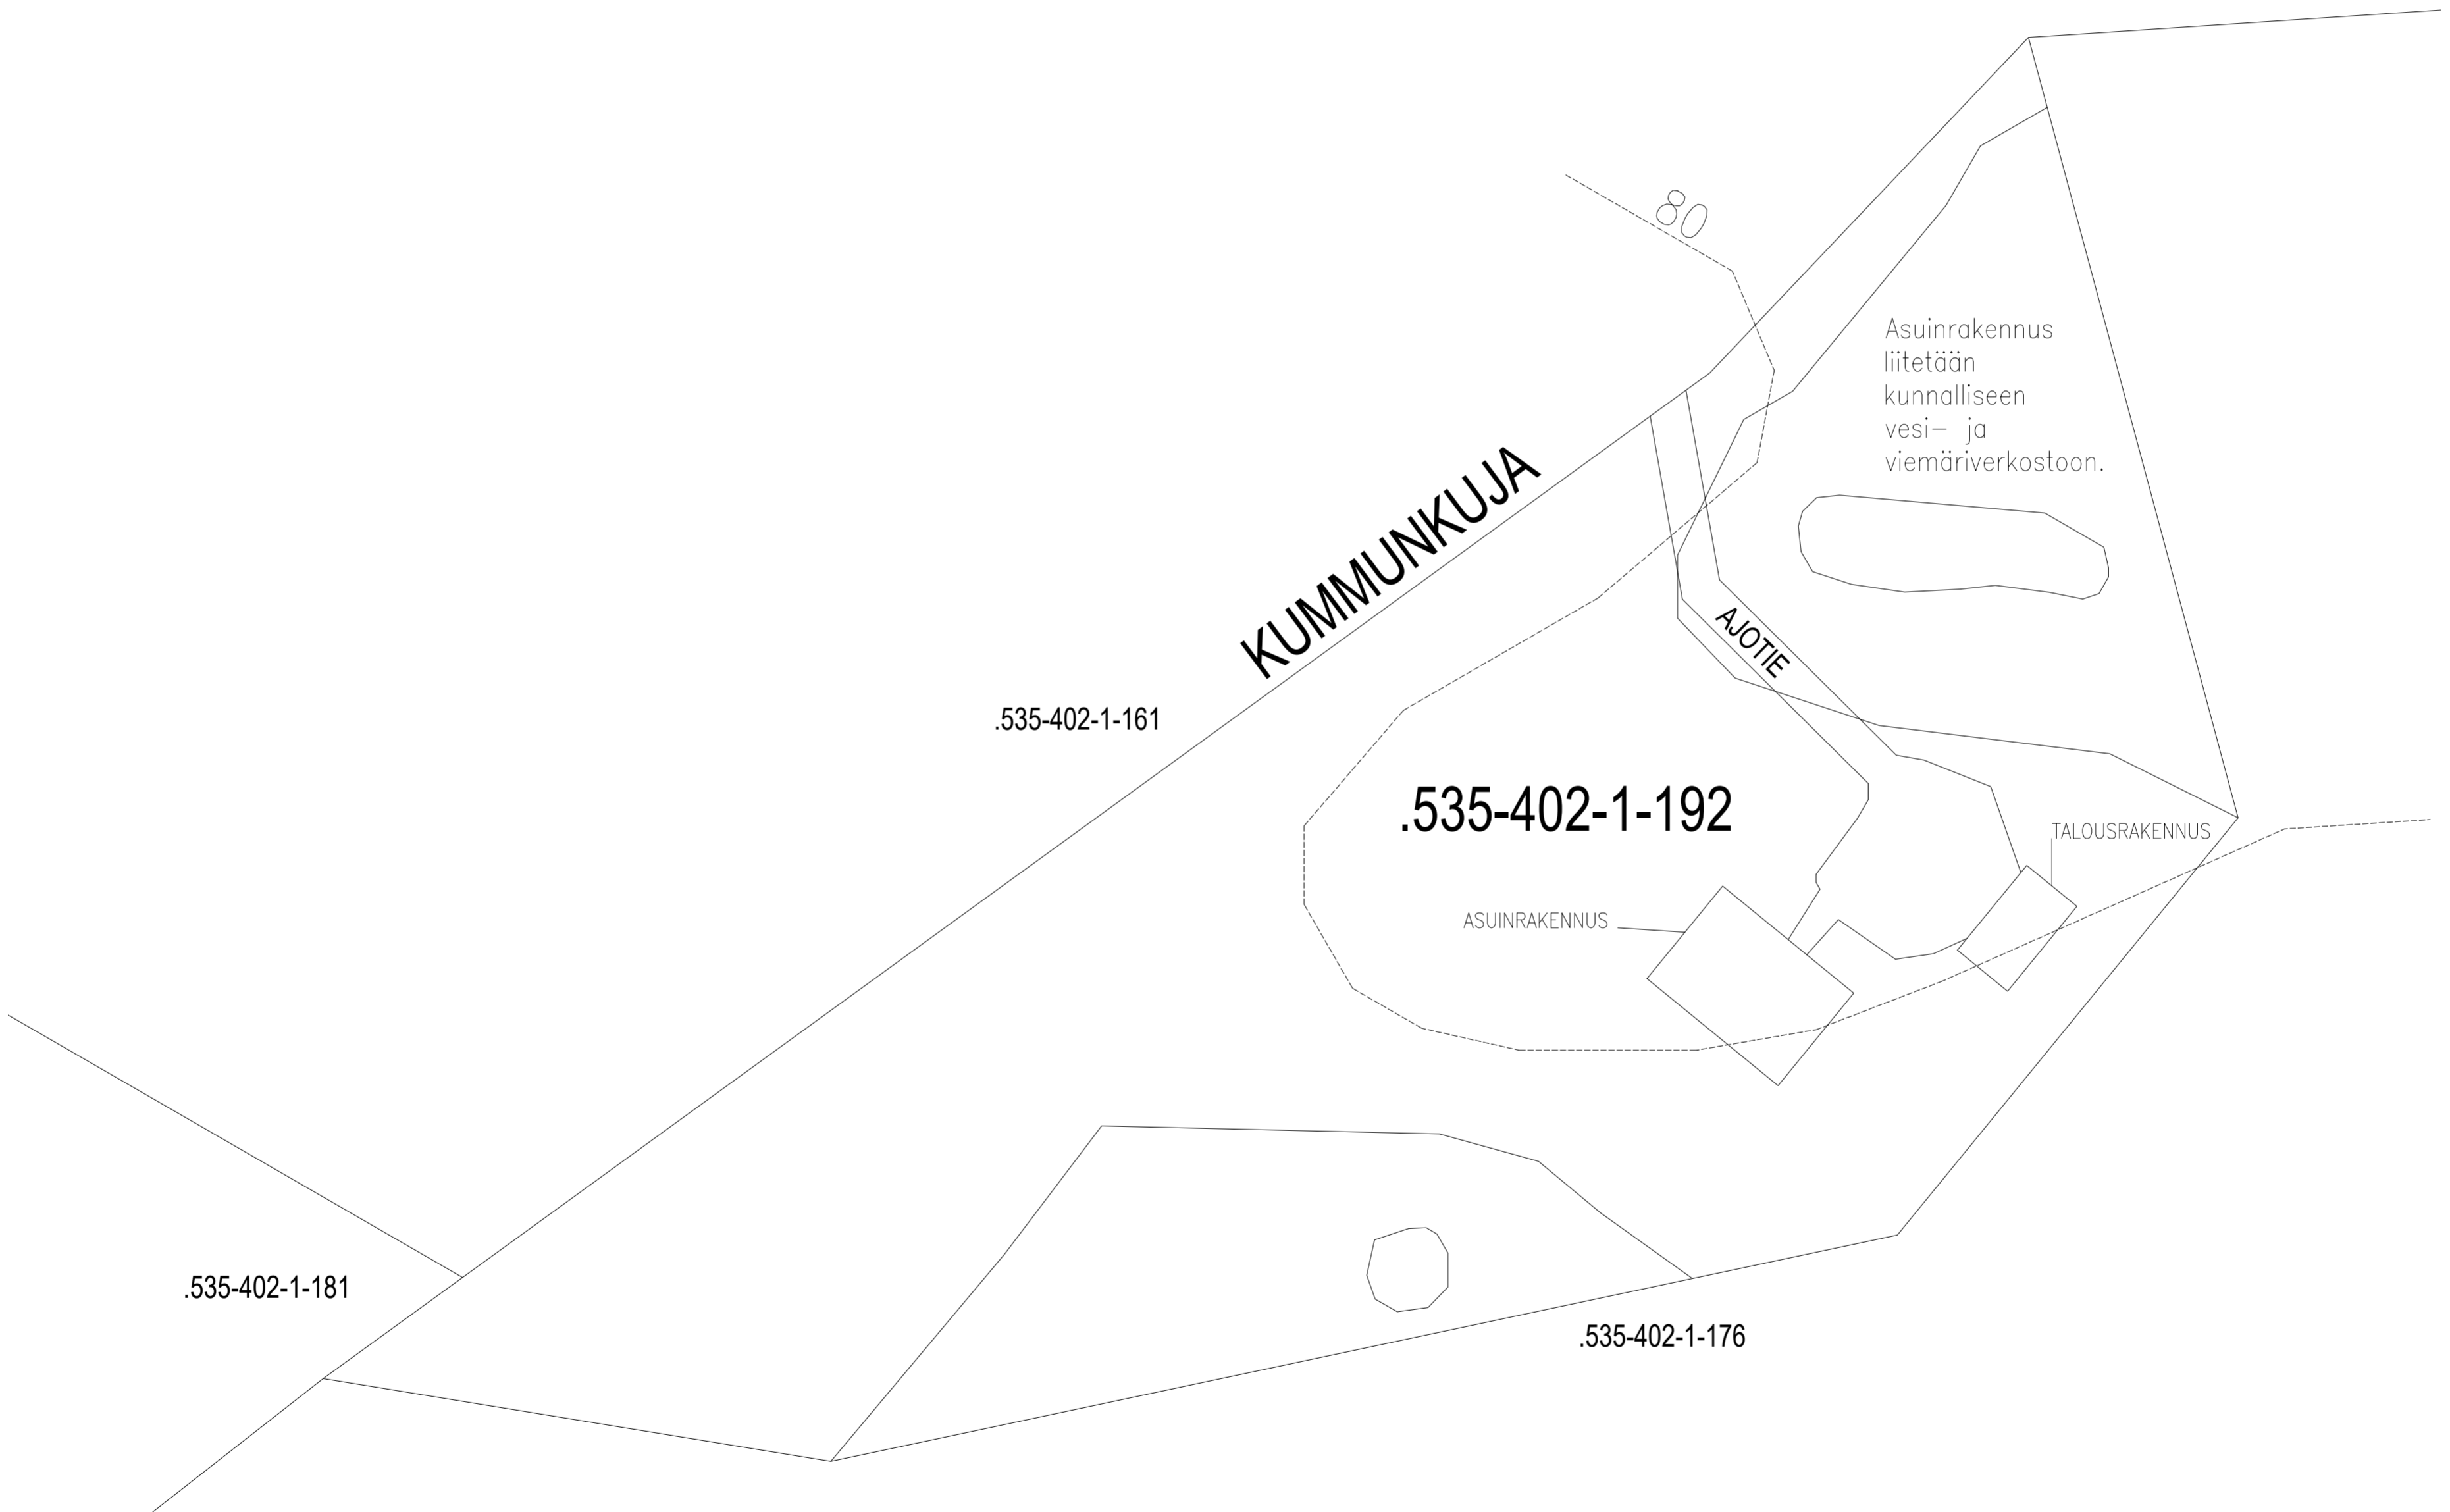 80
Asuinrakennus
liitetään
kunnalliseen
vesi- ja
viemäriverkostoon.
KUMMUNKUJA
AJOTIE
.535-402-1-161
.535-402-1-192
TALOUSRAKENNUS
ASUINRAKENNUS
.535-402-1-181
.535-402-1-176